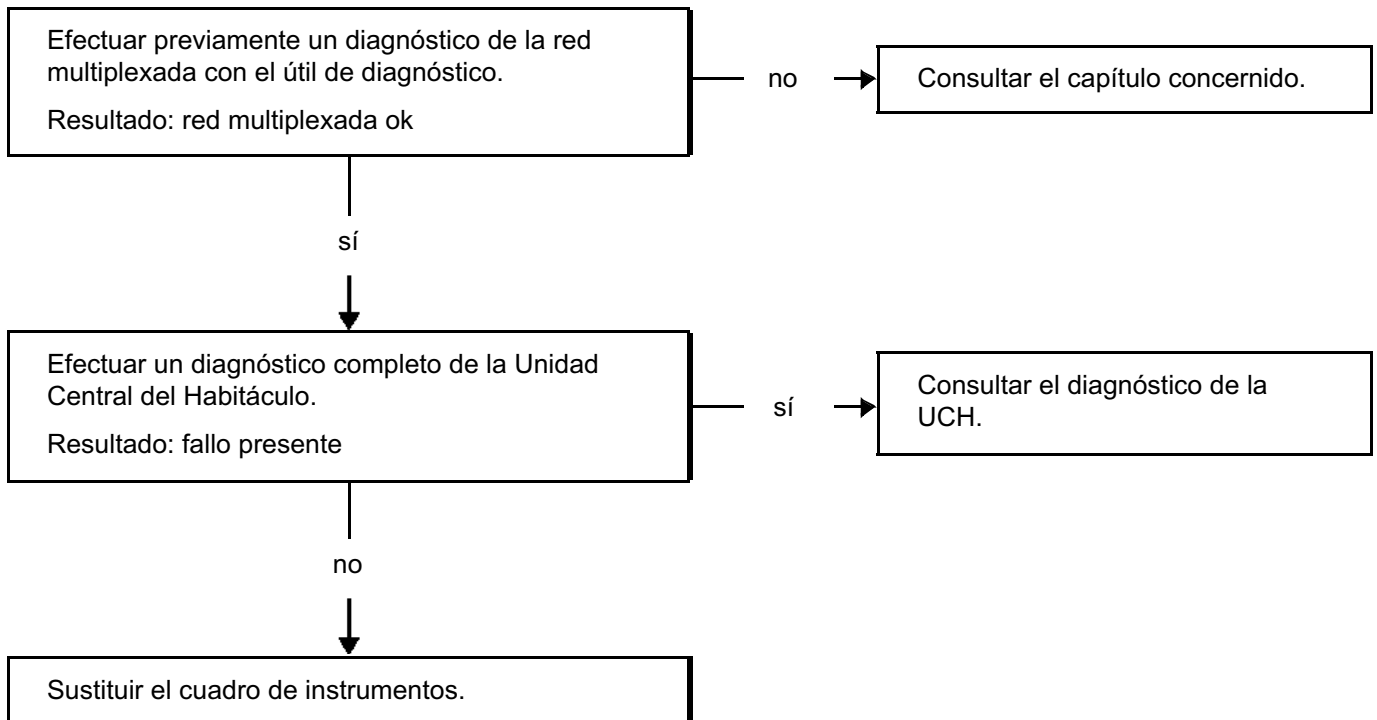 Efectuar previamente un diagnóstico de la red
multiplexada con el útil de diagnóstico.
Resultado: red multiplexada ok
no
Consultar el capítulo concernido.
sí
Efectuar un diagnóstico completo de la Unidad
Central del Habitáculo.
Resultado: fallo presente
sí
Consultar el diagnóstico de la
UCH.
no
Sustituir el cuadro de instrumentos.